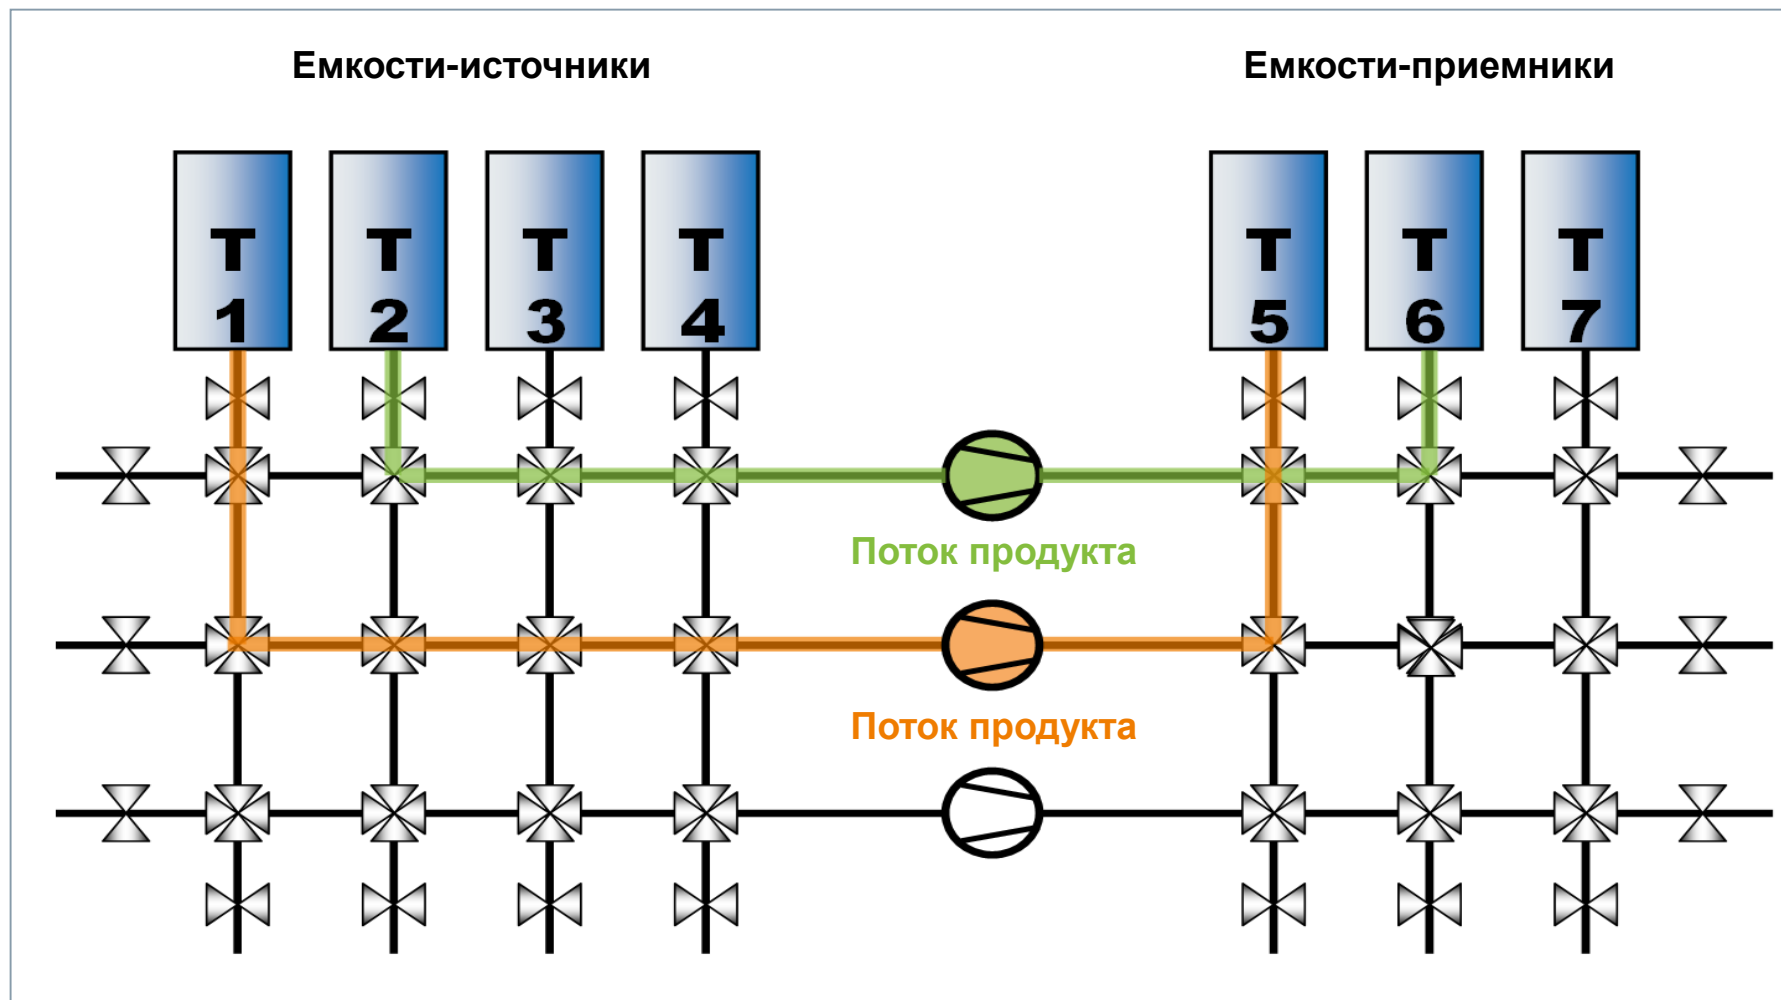 Емкости-источники
Емкости-приемники
Т 1
Т 2
Т 3
Т 4
Т 5
Т 6
Т 7
Поток продукта
Поток продукта